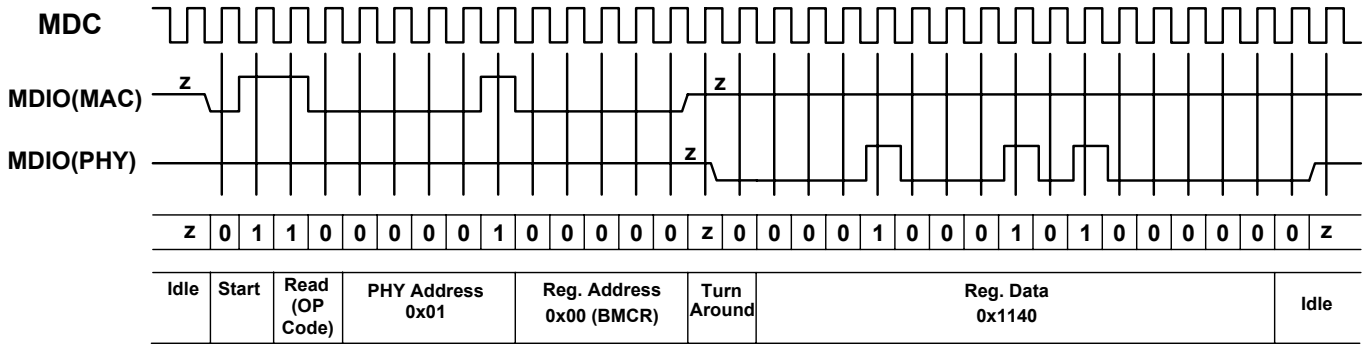 MDC
z z
MDIO(MAC)
z
MDIO(PHY)
z 0 1 1 0 0 0 0 0 1 0 0 0 0 0 z 0 0 0 0 1 0 0 0 1 0 1 0 0 0 0 0 0 z
Idle Start Read (OP Code) PHY Address 0x01 Reg. Address 0x00 (BMCR) Turn Around Reg. Data 0x1140 Idle